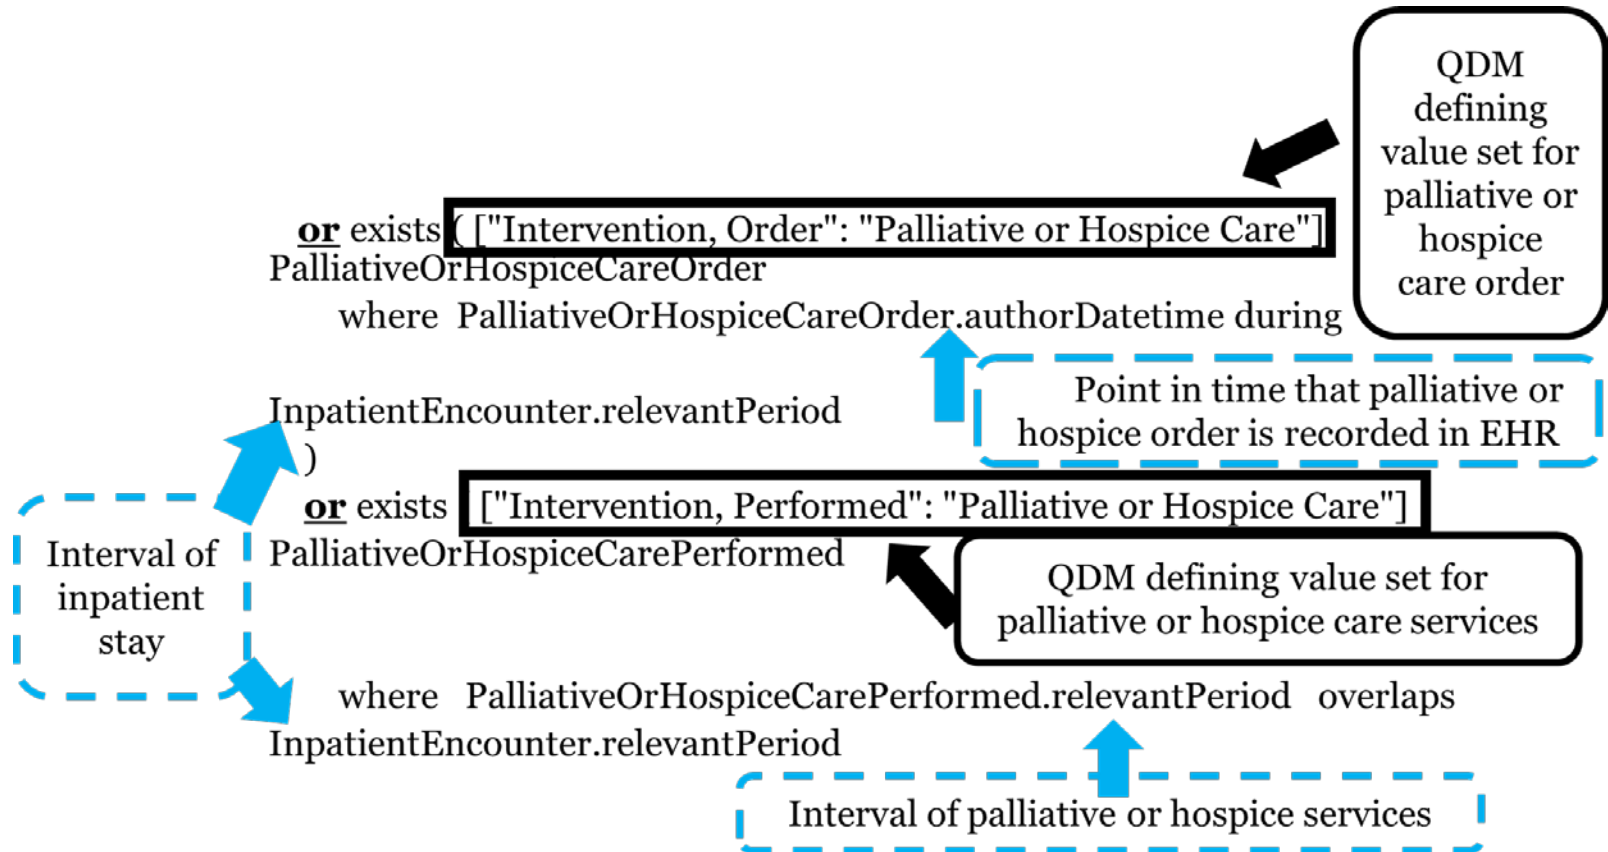 QDM
defining
value set for
palliative or
hospice
care order
or exists ( ["Intervention, Order": "Palliative or Hospice Care"]
PalliativeOrHospiceCareOrder
where PalliativeOrHospiceCareOrder.authorDatetime during
Point in time that palliative or
hospice order is recorded in EHR
InpatientEncounter.relevantPeriod
)
or exists ["Intervention, Performed": "Palliative or Hospice Care"]
PalliativeOrHospiceCarePerformed
Interval of
inpatient
stay
QDM defining value set for
palliative or hospice care services
where PalliativeOrHospiceCarePerformed.relevantPeriod overlaps
InpatientEncounter.relevantPeriod
Interval of palliative or hospice services